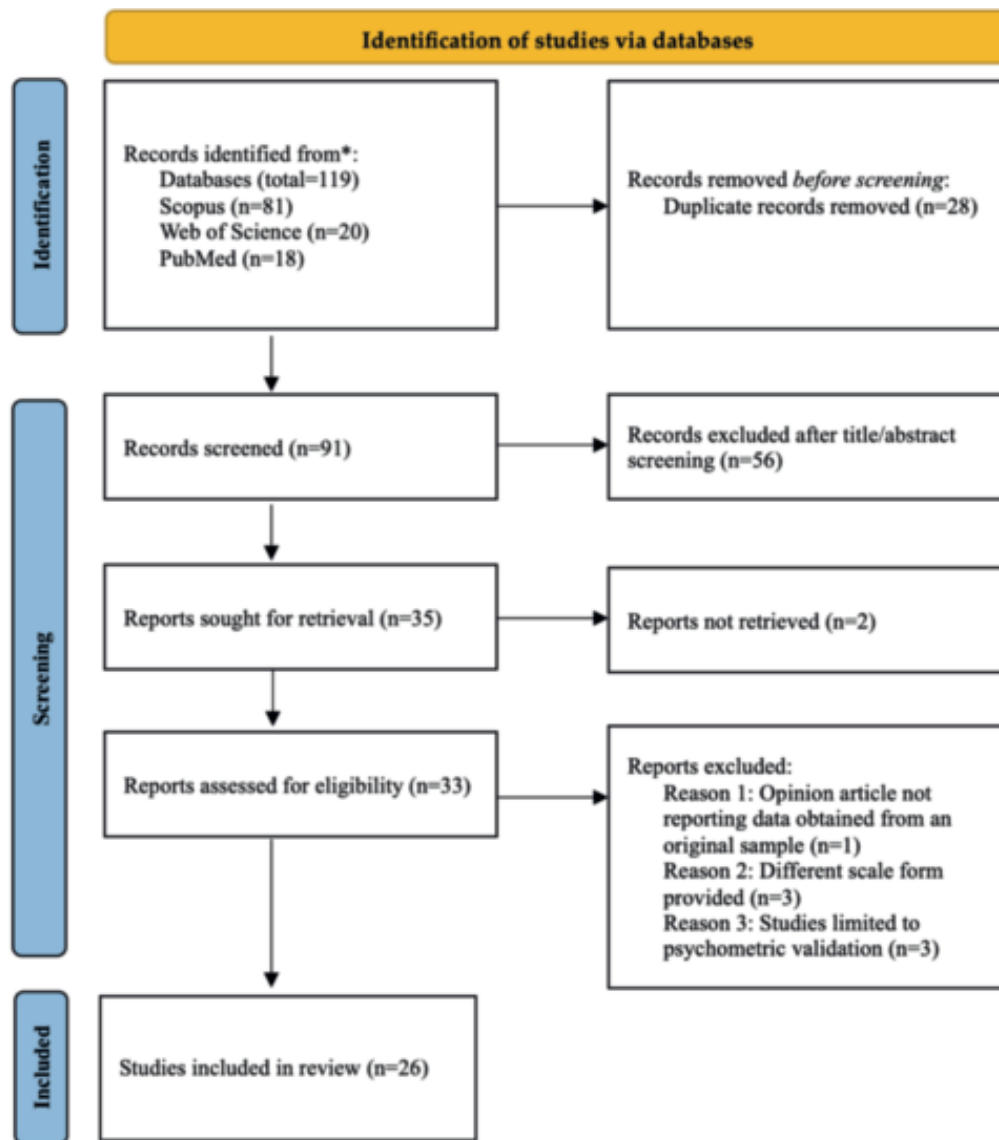 Identification of studies via databases
Identification
Records identified from*:
Databases (total=119)
Scopus (n=81)
Web of Science (n=20)
PubMed (n=18)
Records removed before screening:
Duplicate records removed (n=28)
Screening
Records screened (n=91)
Records excluded after title/abstract
screening (n=56)
Reports sought for retrieval (n=35)
Reports not retrieved (n=2)
Reports assessed for eligibility (n=33)
Reports excluded:
Reason 1: Opinion article not
reporting data obtained from an
original sample (n=1)
Reason 2: Different scale form
provided (n=3)
Reason 3: Studies limited to
psychometric validation (n=3)
Included
Studies included in review (n=26)